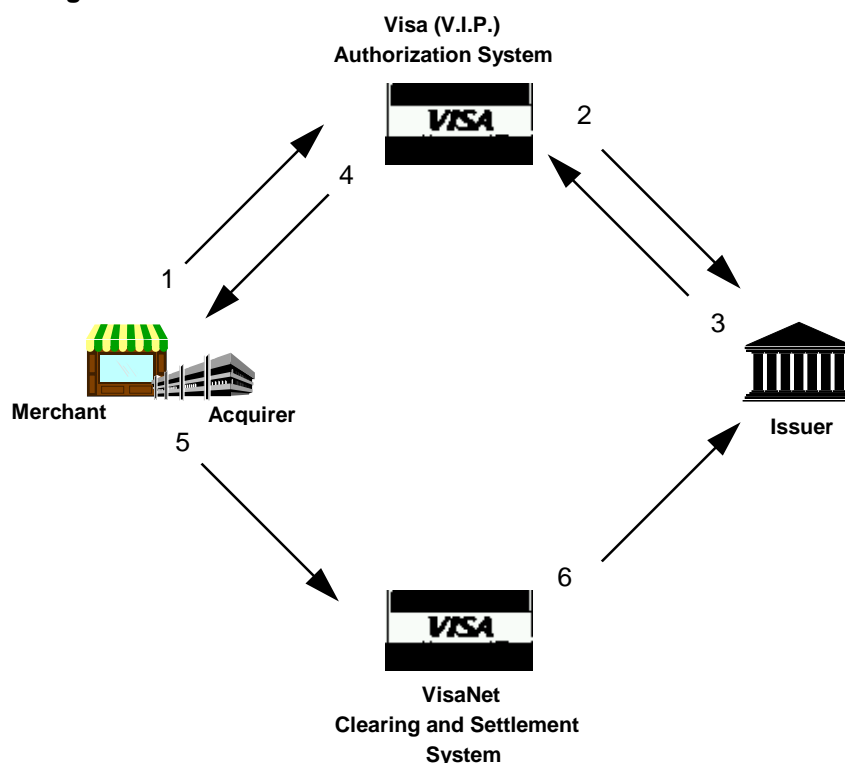 Visa (V.I.P.)
Authorization System
VISA
2
4
1
3
Merchant
Acquirer
Issuer
5
6
VISA
VisaNet
Clearing and Settlement
System